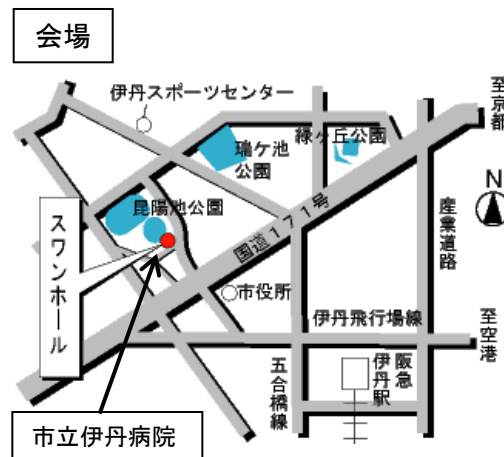 会場
伊丹スポーツセンター
至京都
瑞ケ池
公園
緑ヶ丘公園
N
昆陽池公園
スワンホール
国道171号
産業道路
市役所
伊丹飛行場線
至空港
五合橋線
阪急
伊丹駅
市立伊丹病院